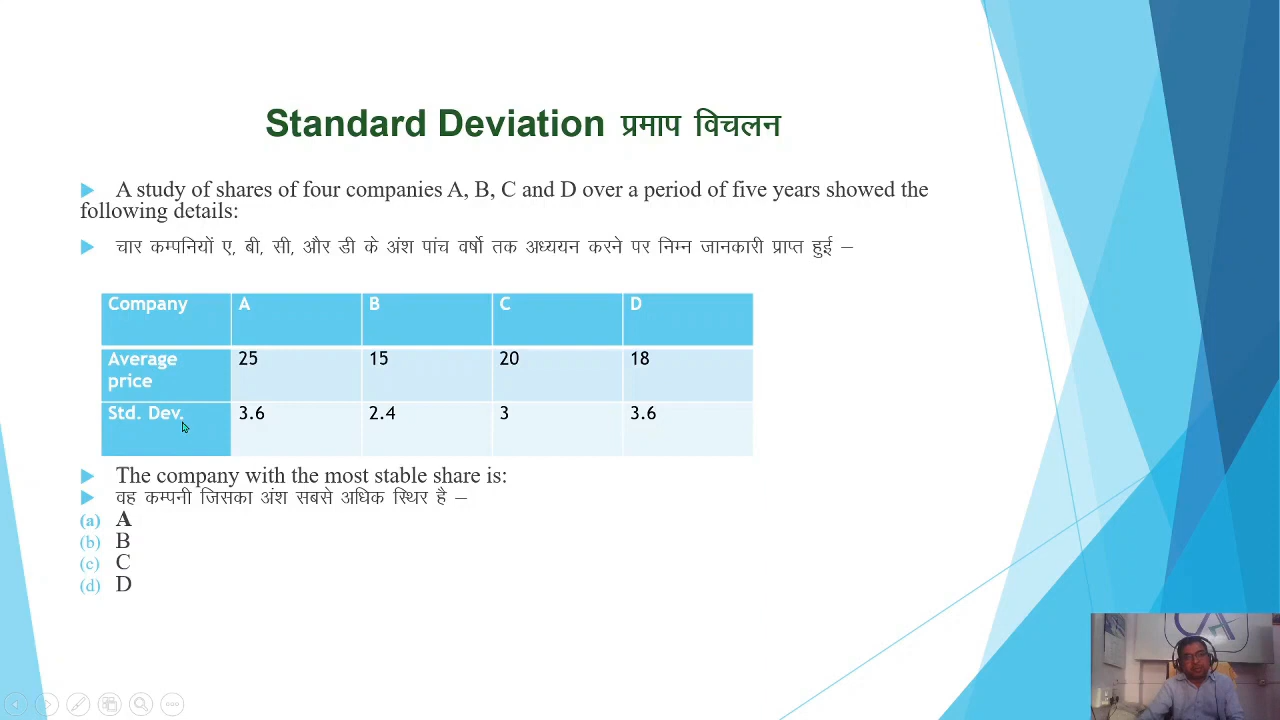 Standard Deviation प्रमाप विचलन
A study of shares of four companies A, B, C and D over a period of five years showed the
following details:
चार कम्पनियों ए, बी, सी, और डी के अंश पांच वर्षो तक अध्ययन करने पर निम्न जानकारी प्राप्त हुई –
Company A B C D
Average 25 15 20 18
price
Std. Dev. 3.6 2.4 3 3.6
The company with the most stable share is:
वह कम्पनी जिसका अंश सबसे अधिक स्थिर है –
(a) A
(b) B
(c) C
(d) D
CA